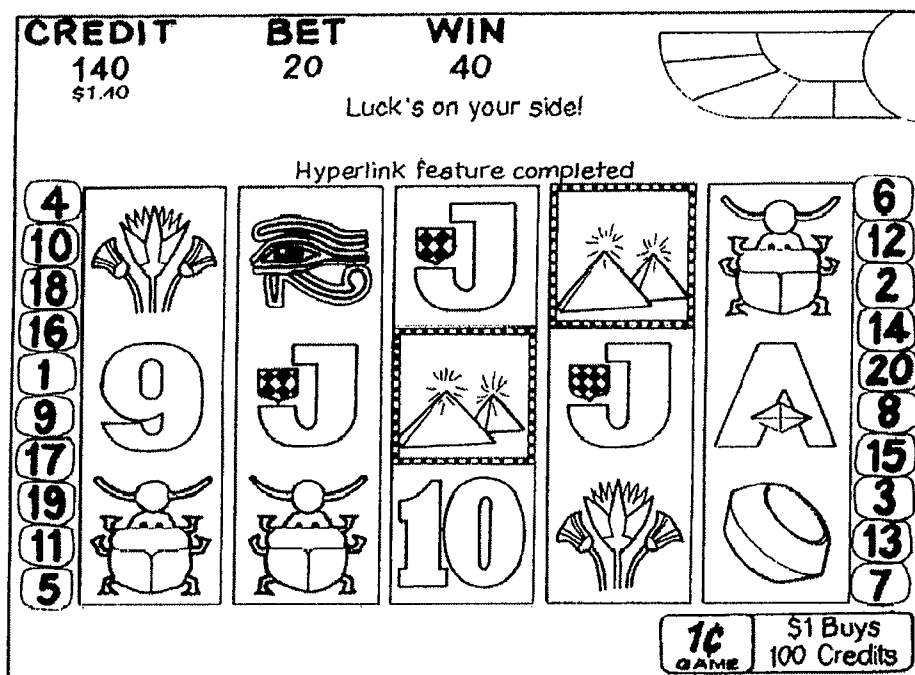 CREDIT BET WIN
140 20 40
$1.40
Luck's on your side!
Hyperlink feature completed
4 6
10 J 12
18 2
16 14
1 9 J J A 20
9 8
17 15
19 10 3
11 13
5 7
1¢ GAME
$1 Buys
100 Credits